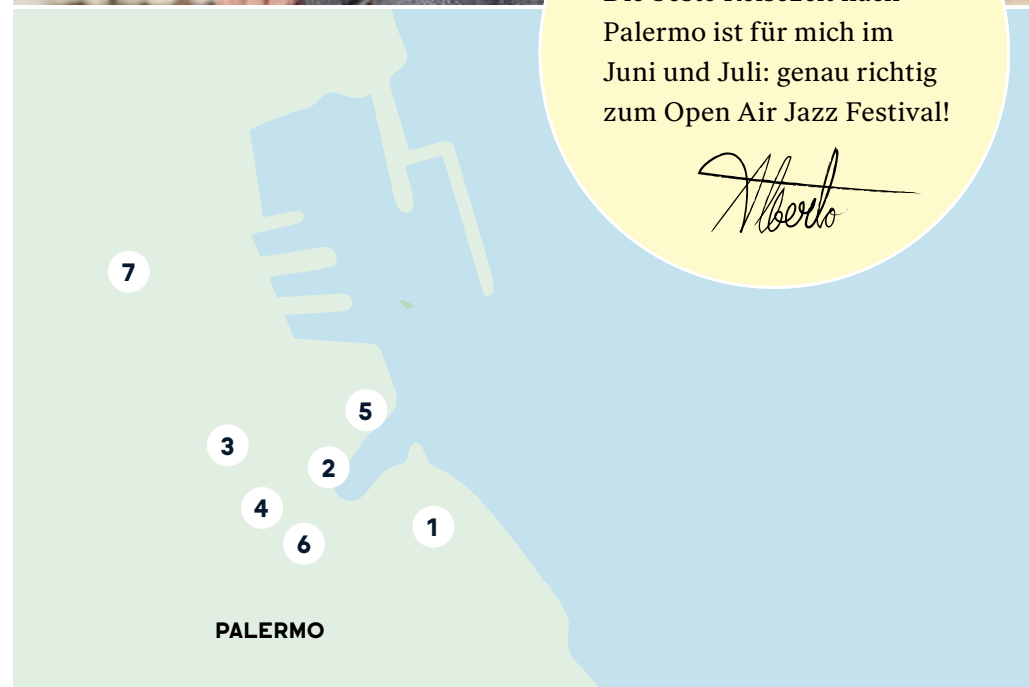 Palermo ist für mich im
Juni und Juli: genau richtig
zum Open Air Jazz Festival!
Alberto
7
5
3
2
4
1
6
PALERMO